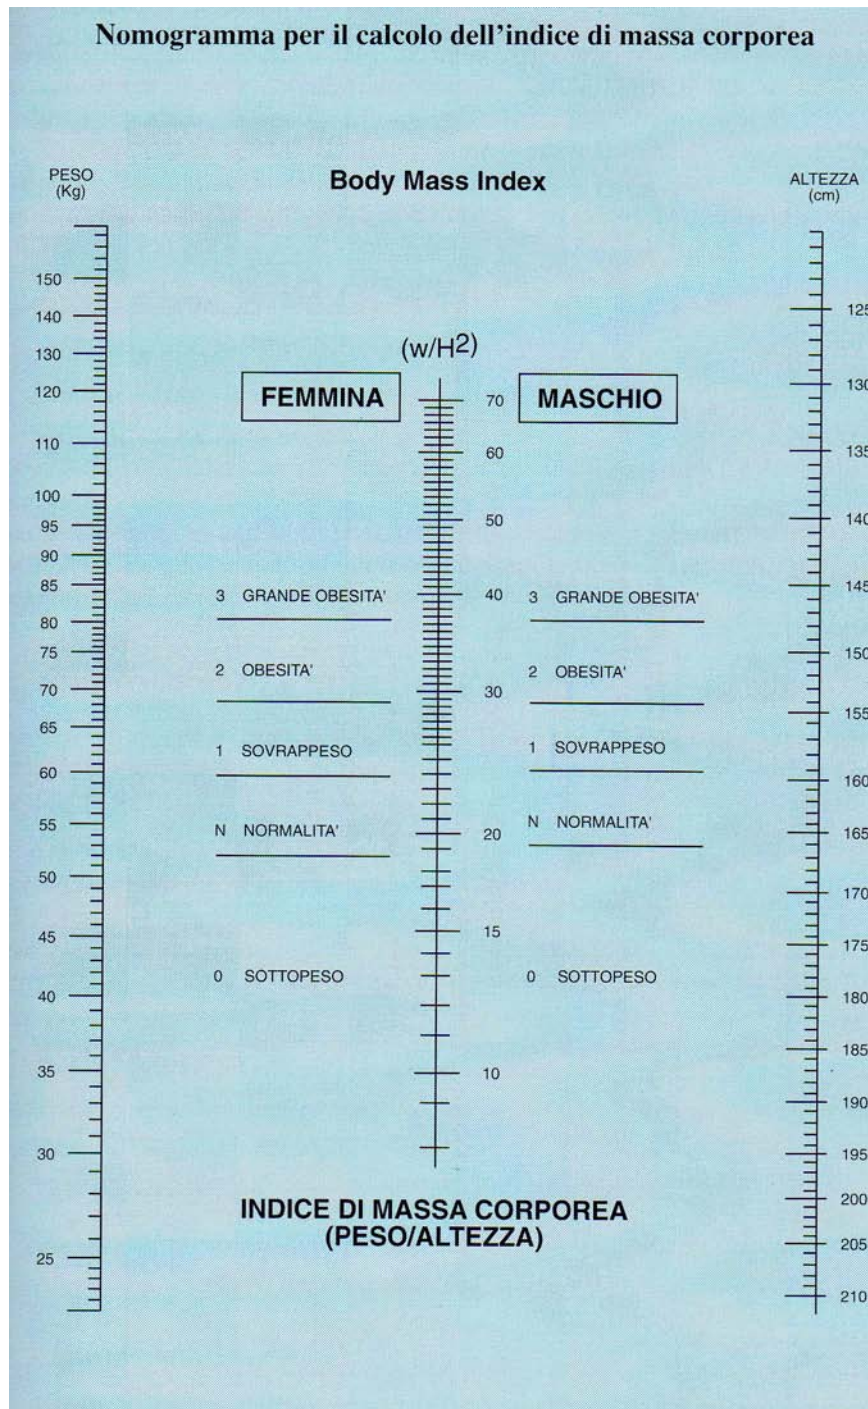 Nomogramma per il calcolo dell'indice di massa corporea
PESO
(Kg)
Body Mass Index
ALTEZZA
(cm)
(w/H2)
FEMMINA
MASCHIO
150
140
130
120
110
100
95
90
85
80
75
70
65
60
55
50
45
40
35
30
25
3 GRANDE OBESITA'
2 OBESITA'
1 SOVRAPPESO
N NORMALITA'
0 SOTTOPESO
70
60
50
40
30
20
15
10
3 GRANDE OBESITA'
2 OBESITA'
1 SOVRAPPESO
N NORMALITA'
0 SOTTOPESO
125
130
135
140
145
150
155
160
165
170
175
180
185
190
195
200
205
210
INDICE DI MASSA CORPOREA
(PESO/ALTEZZA)